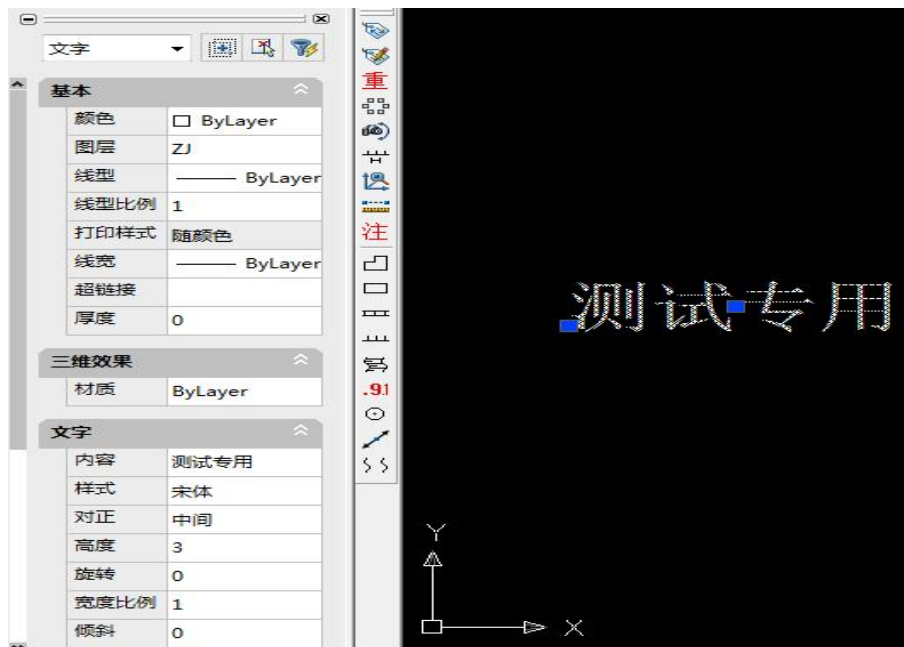 文字
基本
颜色 ByLayer
图层 ZJ
线型 ByLayer
线型比例 1
打印样式 随颜色
线宽 ByLayer
超链接
厚度 0
三维效果
材质 ByLayer
文字
内容 测试专用
样式 宋体
对正 中间
高度 3
旋转 0
宽度比例 1
倾斜 0
重
注
.91
测试专用
Y
X